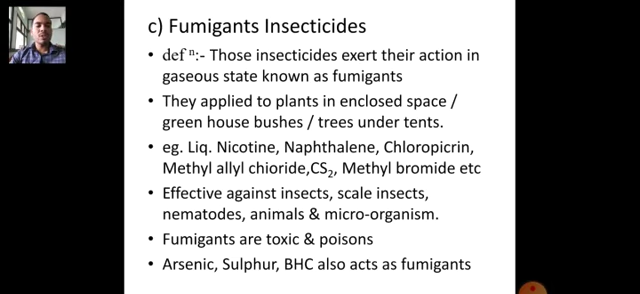 c) Fumigants Insecticides
• def ⁿ:- Those insecticides exert their action in
gaseous state known as fumigants
• They applied to plants in enclosed space /
green house bushes / trees under tents.
• eg. Liq. Nicotine, Naphthalene, Chloropicrin,
Methyl allyl chioride,CS₂, Methyl bromide etc
• Effective against insects, scale insects,
nematodes, animals & micro-organism.
• Fumigants are toxic & poisons
• Arsenic, Sulphur, BHC also acts as fumigants